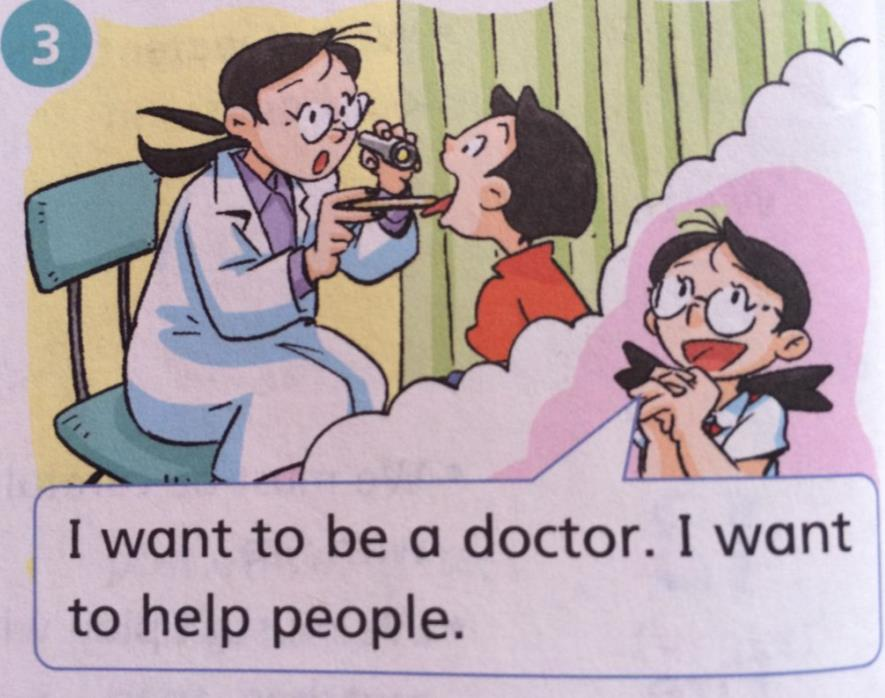 3
I want to be a doctor. I want
to help people.